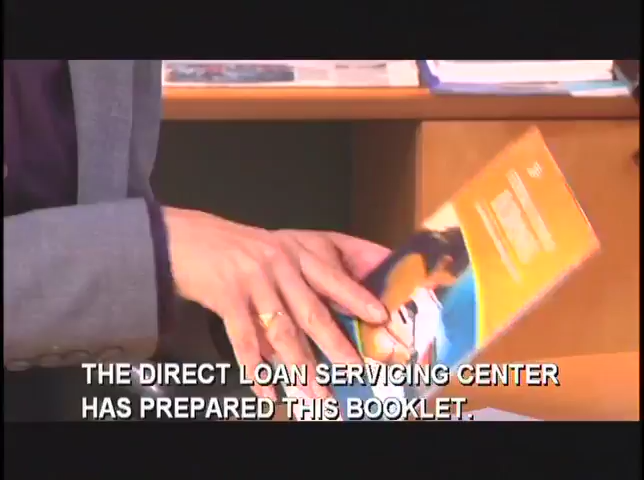 THE DIRECT LOAN SERVICING CENTER
HAS PREPARED THIS BOOKLET.